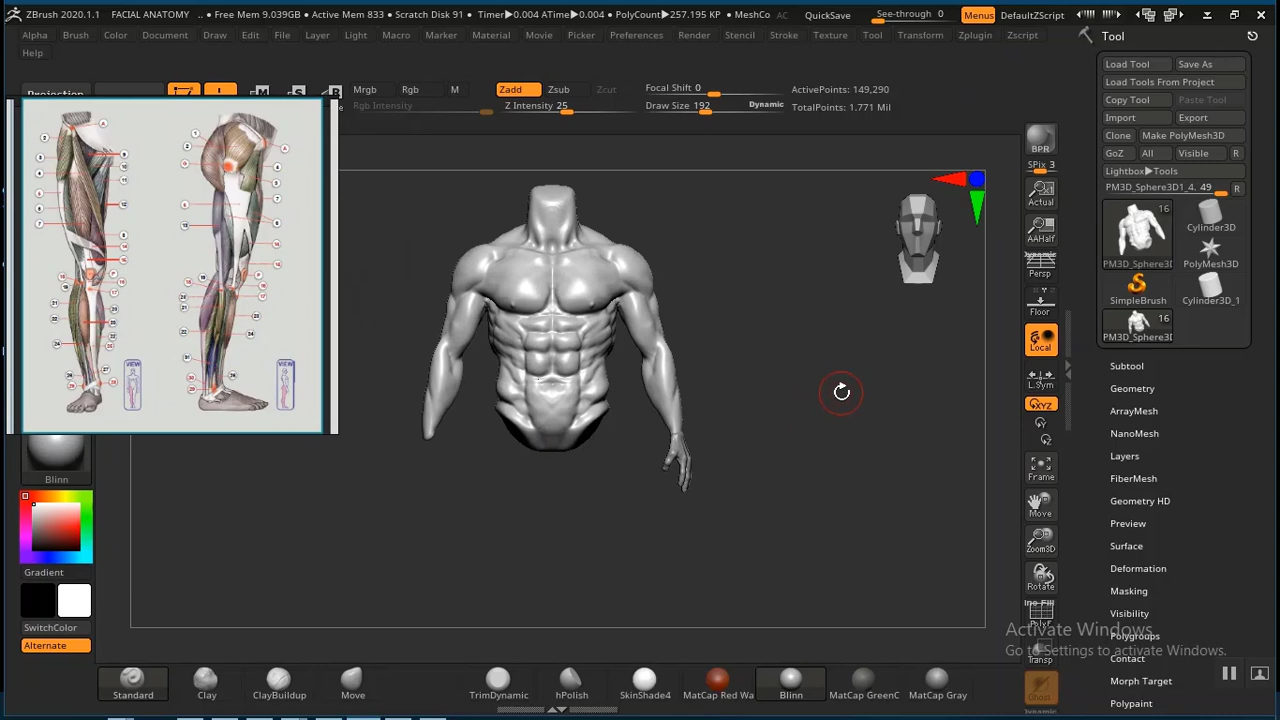 ZBrush 2020.1.1 FACIAL ANATOMY .. • Free Mem 9.039GB • Active Mem 833 • Scratch Disk 91 • Timer▶0.004 ATime▶0.004 • PolyCount▶257.195 KP • MeshCo AC QuickSave See-through 0 Menus DefaultZScript
Alpha Brush Color Document Draw Edit File Layer Light Macro Marker Material Movie Picker Preferences Render Stencil Stroke Texture Tool Transform Zplugin Zscript
Help
Projection
Mrgb Rgb M
Rgb Intensity
Zadd Zsub Zcut
Z Intensity 25
Focal Shift 0
Draw Size 192 Dynamic
ActivePoints: 149,290
TotalPoints: 1.771 Mil
VIEW
VIEW
Blinn
Gradient
SwitchColor
Alternate
Standard Clay ClayBuildup Move TrimDynamic hPolish SkinShade4 MatCap Red Wa Blinn MatCap GreenC MatCap Gray
BPR
SPix 3
Actual
AAHalf
Dynamic
Persp
Floor
Local
L.Sym
XYZ
Frame
Move
Zoom3D
Rotate
PolyF
Transp
Ghost
Tool
Load Tool Save As
Load Tools From Project
Copy Tool Paste Tool
Import Export
Clone Make PolyMesh3D
GoZ All Visible R
Lightbox▶Tools
PM3D_Sphere3D1_4. 49 R
16
Cylinder3D
PM3D_Sphere3D PolyMesh3D
SimpleBrush Cylinder3D_1
16
PM3D_Sphere3D
Subtool
Geometry
ArrayMesh
NanoMesh
Layers
FiberMesh
Geometry HD
Preview
Surface
Deformation
Masking
Visibility
Polygroups
Contact
Morph Target
Polypaint
Activate Windows
Go to Settings to activate Windows.